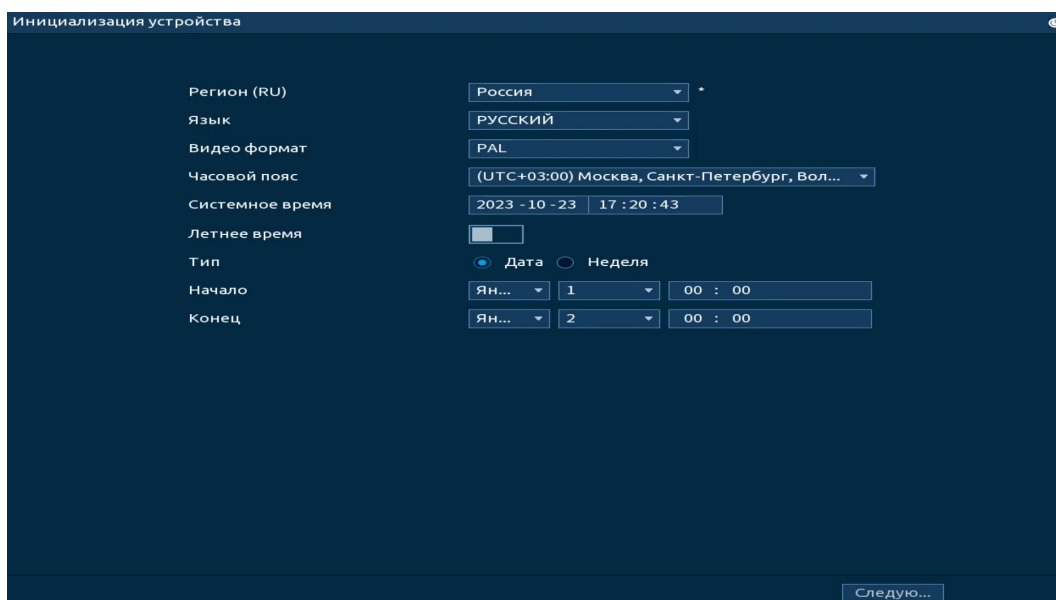 Инициализация устройства
Регион (RU) Россия *
Язык РУССКИЙ
Видео формат PAL
Часовой пояс (UTC+03:00) Москва, Санкт-Петербург, Вол...
Системное время 2023 -10 -23 17 : 20 : 43
Летнее время
Тип Дата Неделя
Начало Ян... 1 00 : 00
Конец Ян... 2 00 : 00
Следую...